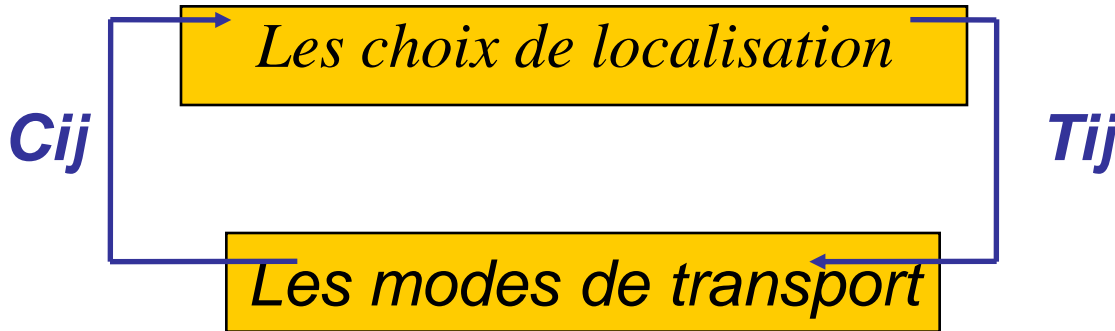 Les choix de localisation
Cij
Tij
Les modes de transport